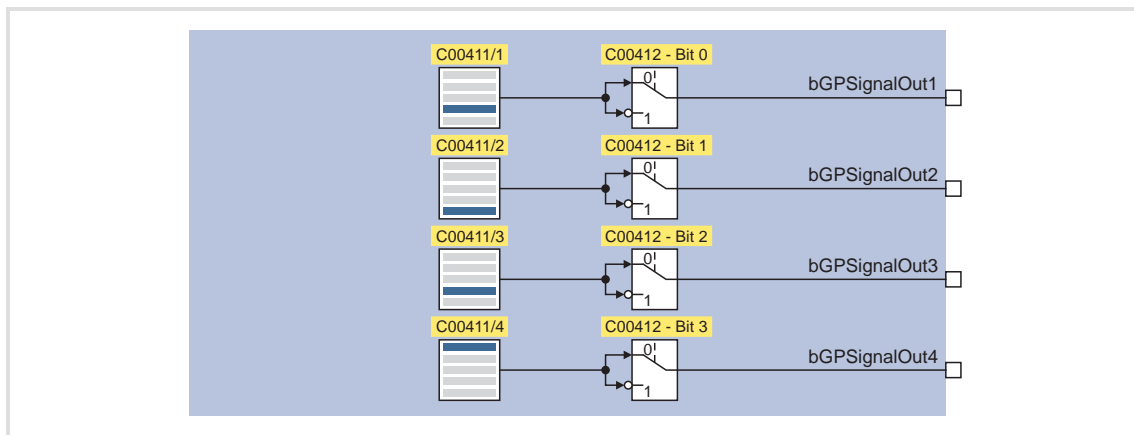 C00411/1 C00412 - Bit 0
0
1
bGPSignalOut1
C00411/2 C00412 - Bit 1
0
1
bGPSignalOut2
C00411/3 C00412 - Bit 2
0
1
bGPSignalOut3
C00411/4 C00412 - Bit 3
0
1
bGPSignalOut4